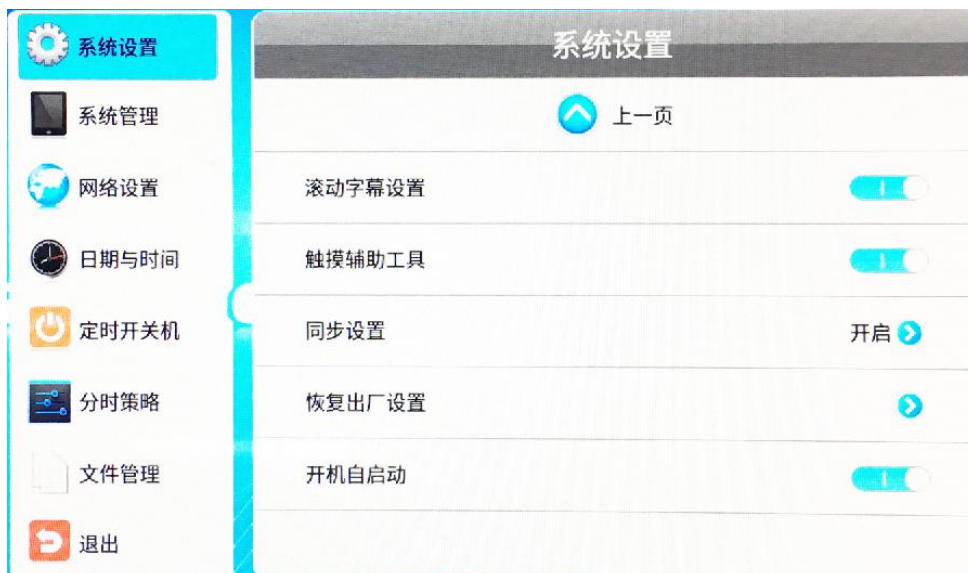 系统设置
系统管理
网络设置
日期与时间
定时开关机
分时策略
文件管理
退出
系统设置
上一页
滚动字幕设置
触摸辅助工具
同步设置
开启
恢复出厂设置
开机自启动